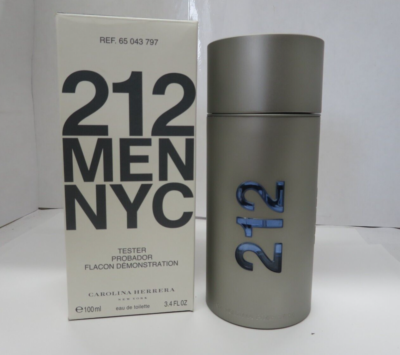 REF. 65 043 797
212
MEN
NYC
TESTER
PROBADOR
FLACON DÉMONSTRATION
CAROLINA HERRERA
NEW YORK
℮100ml eau de toilette 3.4 FL.OZ.
212